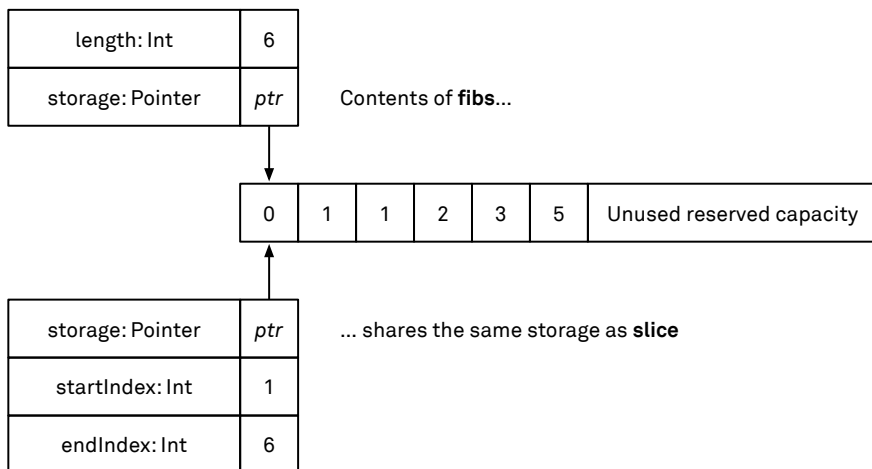 length: Int 6
storage: Pointer ptr Contents of fibs...
0 1 1 2 3 5 Unused reserved capacity
storage: Pointer ptr ... shares the same storage as slice
startIndex: Int 1
endIndex: Int 6